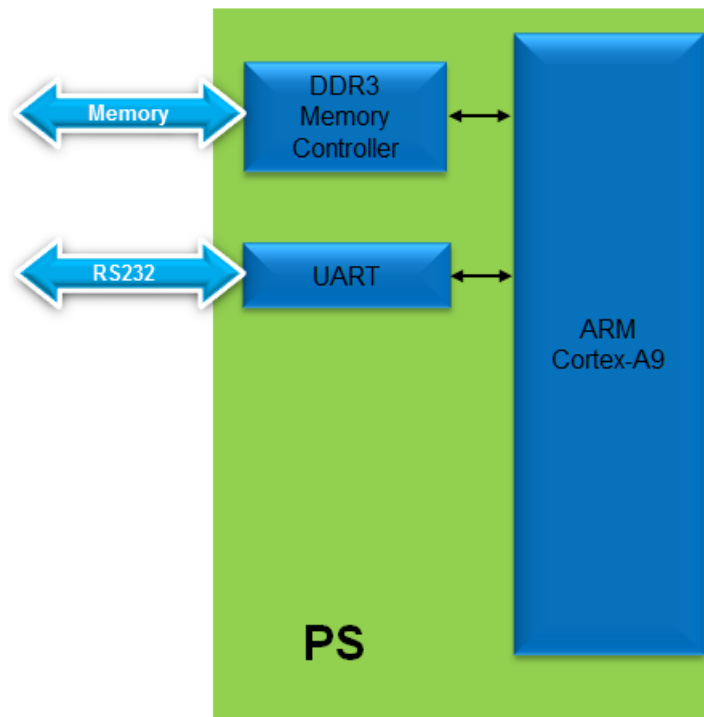 Memory
DDR3
Memory
Controller
RS232
UART
ARM
Cortex-A9
PS